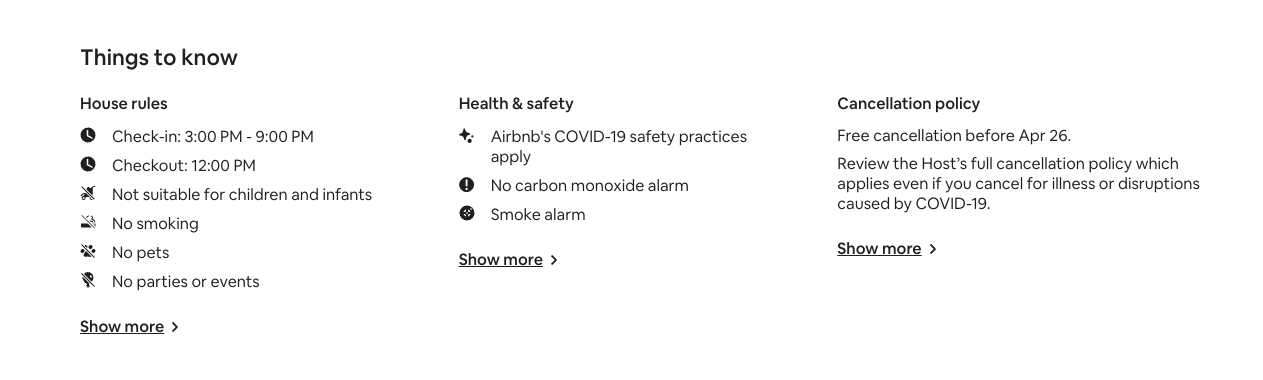 Things to know
House rules
Check-in: 3:00 PM - 9:00 PM
Checkout: 12:00 PM
Not suitable for children and infants
No smoking
No pets
No parties or events
Show more
Health & safety
Airbnb's COVID-19 safety practices
apply
No carbon monoxide alarm
Smoke alarm
Show more
Cancellation policy
Free cancellation before Apr 26.
Review the Host’s full cancellation policy which
applies even if you cancel for illness or disruptions
caused by COVID-19.
Show more